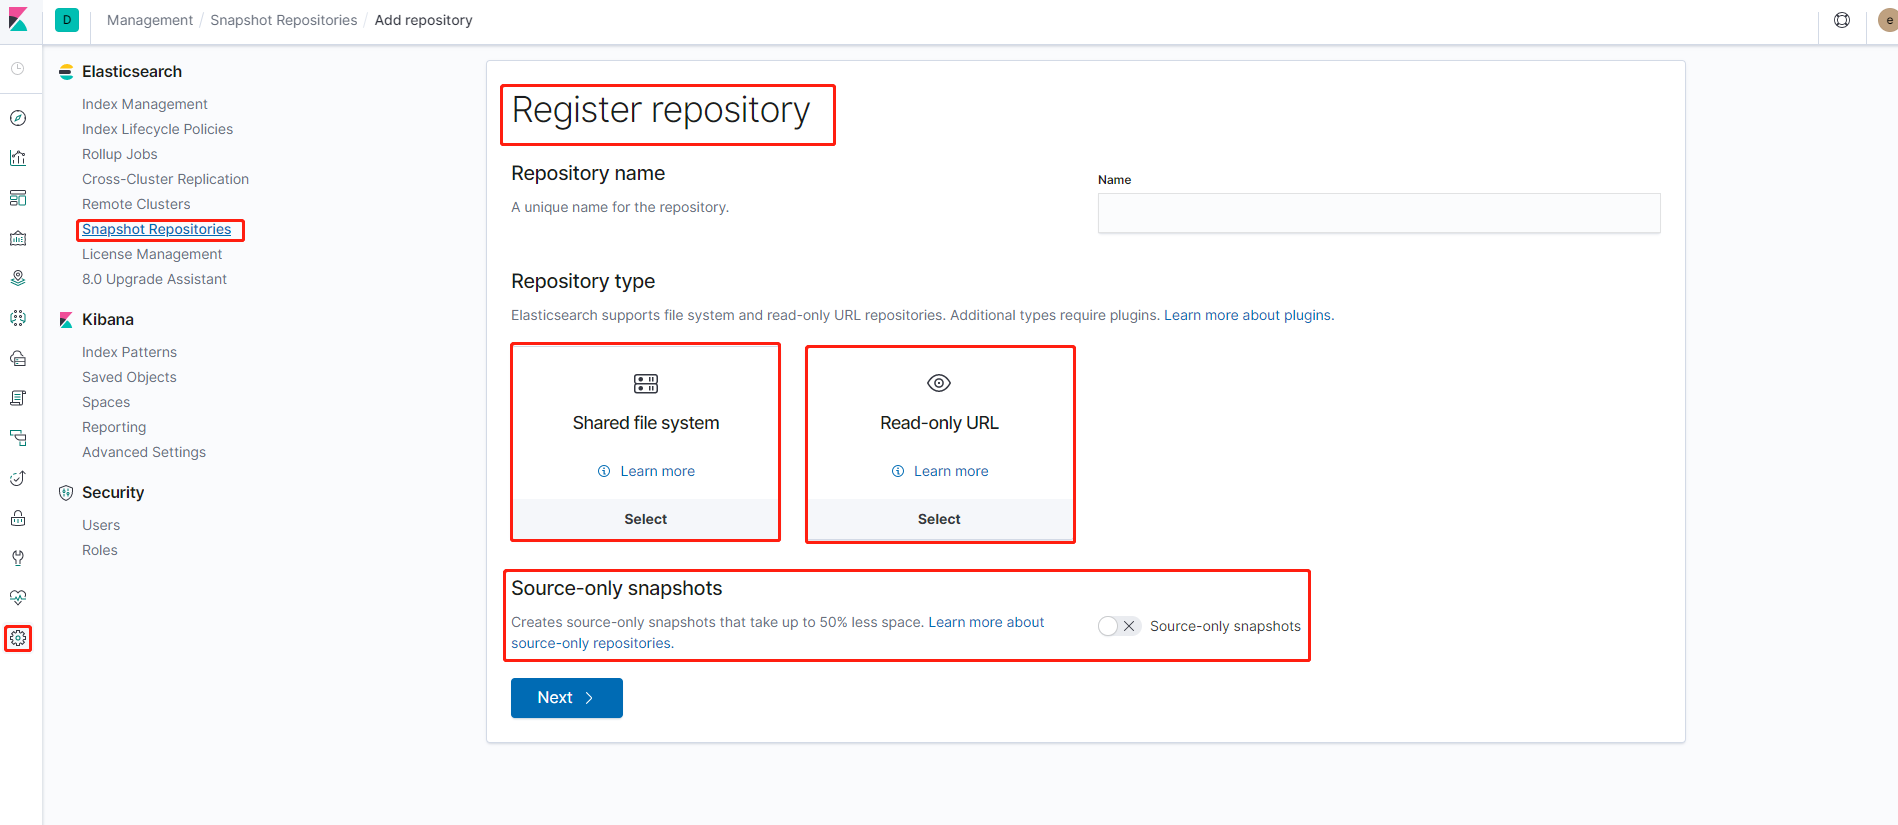 D Management / Snapshot Repositories / Add repository e
Elasticsearch
Index Management
Index Lifecycle Policies
Rollup Jobs
Cross-Cluster Replication
Remote Clusters
Snapshot Repositories
License Management
8.0 Upgrade Assistant
Kibana
Index Patterns
Saved Objects
Spaces
Reporting
Advanced Settings
Security
Users
Roles
Register repository
Repository name
A unique name for the repository.
Name
Repository type
Elasticsearch supports file system and read-only URL repositories. Additional types require plugins. Learn more about plugins.
Shared file system
Learn more
Select
Read-only URL
Learn more
Select
Source-only snapshots
Creates source-only snapshots that take up to 50% less space. Learn more about
source-only repositories.
Source-only snapshots
Next